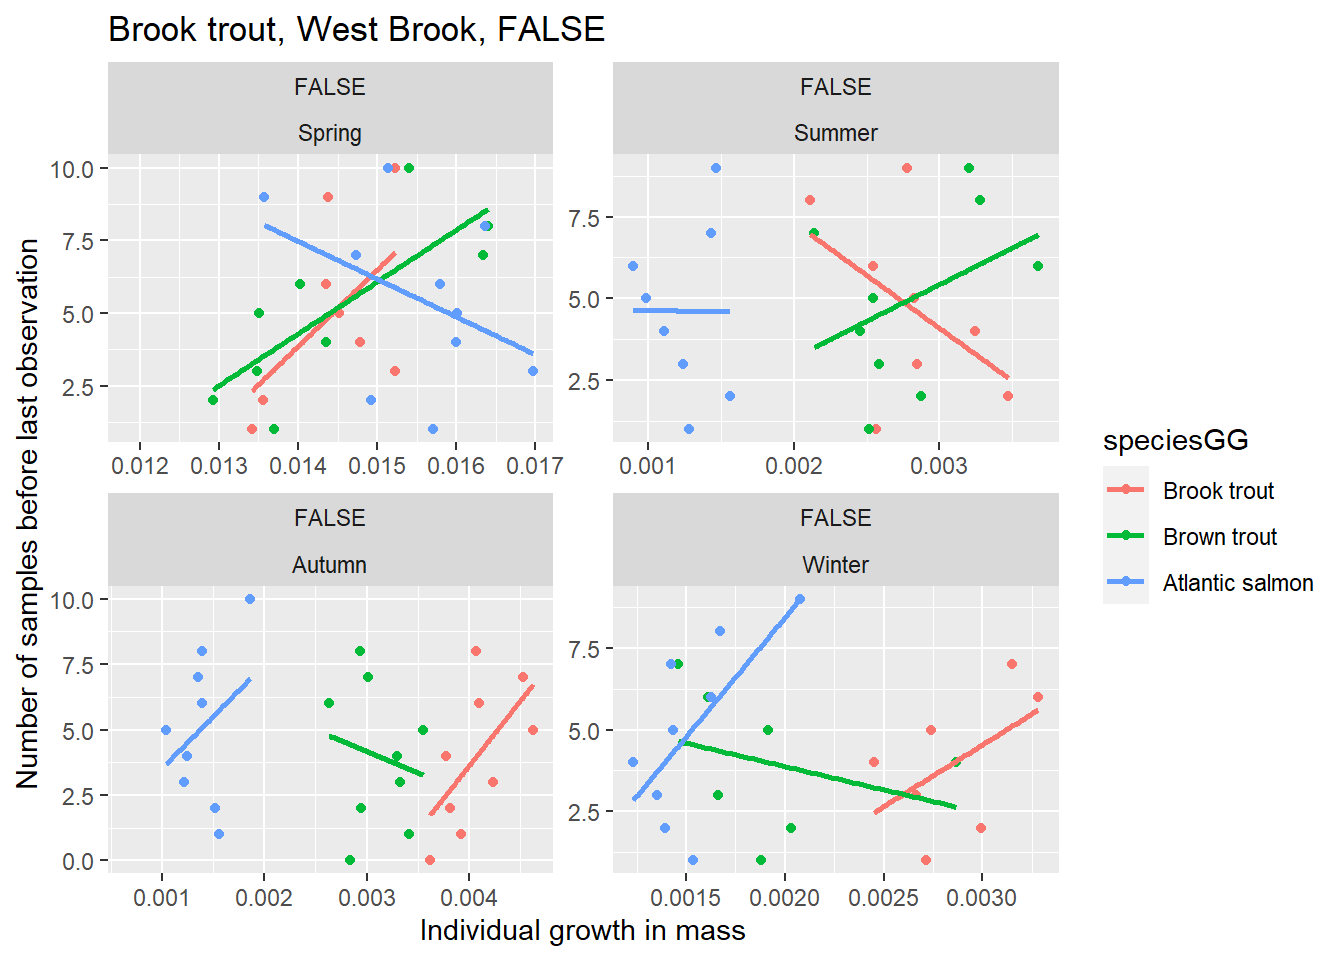 Brook trout, West Brook, FALSE
FALSE
FALSE
Spring
Summer
10.0
7.5
5.0
2.5
7.5
5.0
2.5
0.012 0.013 0.014 0.015 0.016 0.017
0.001 0.002 0.003
FALSE
FALSE
Autumn
Winter
10.0
7.5
5.0
2.5
0.0
7.5
5.0
2.5
0.001 0.002 0.003 0.004
0.0015 0.0020 0.0025 0.0030
Number of samples before last observation
Individual growth in mass
speciesGG
Brook trout
Brown trout
Atlantic salmon